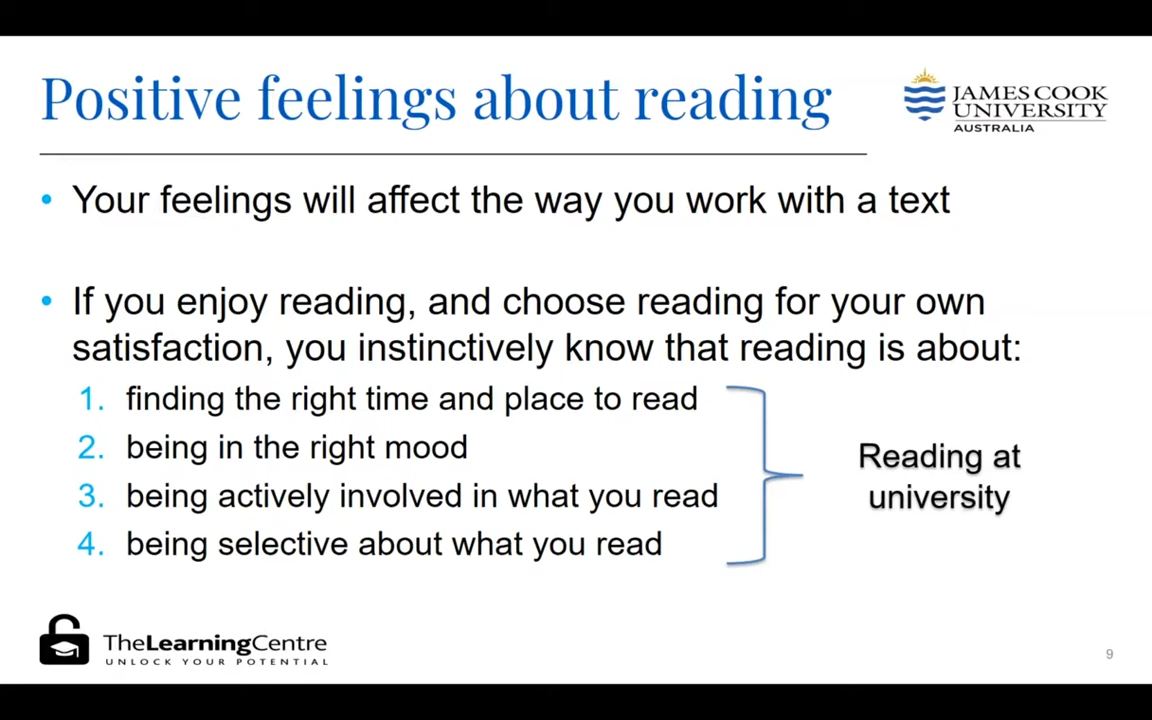 Positive feelings about reading
JAMES COOK
UNIVERSITY
AUSTRALIA
• Your feelings will affect the way you work with a text
• If you enjoy reading, and choose reading for your own
satisfaction, you instinctively know that reading is about:
1. finding the right time and place to read
2. being in the right mood
3. being actively involved in what you read
4. being selective about what you read
Reading at
university
TheLearningCentre
UNLOCK YOUR POTENTIAL
9